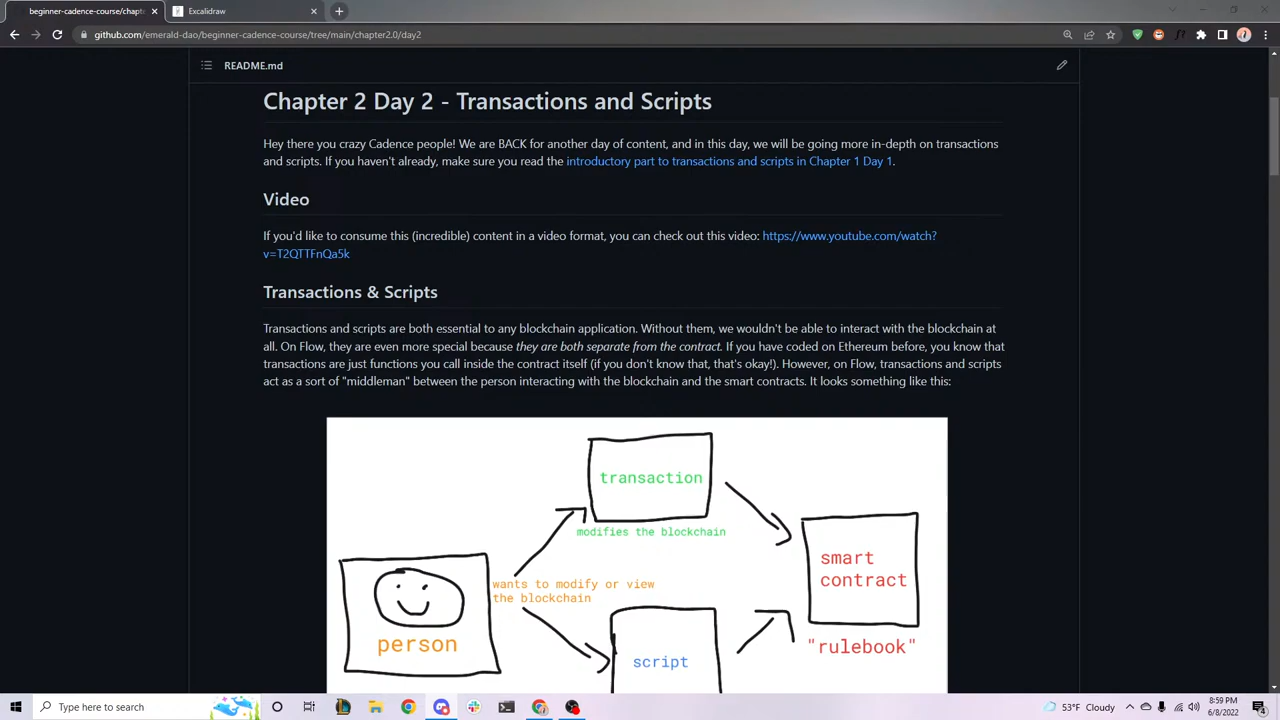 beginner-cadence-course/chapte
Excalidraw
github.com/emerald-dao/beginner-cadence-course/tree/main/chapter2.0/day2
README.md
Chapter 2 Day 2 - Transactions and Scripts
Hey there you crazy Cadence people! We are BACK for another day of content, and in this day, we will be going more in-depth on transactions
and scripts. If you haven't already, make sure you read the introductory part to transactions and scripts in Chapter 1 Day 1.
Video
If you'd like to consume this (incredible) content in a video format, you can check out this video: https://www.youtube.com/watch?
v=T2QTTFnQa5k
Transactions & Scripts
Transactions and scripts are both essential to any blockchain application. Without them, we wouldn't be able to interact with the blockchain at
all. On Flow, they are even more special because they are both separate from the contract. If you have coded on Ethereum before, you know that
transactions are just functions you call inside the contract itself (if you don't know that, that's okay!). However, on Flow, transactions and scripts
act as a sort of "middleman" between the person interacting with the blockchain and the smart contracts. It looks something like this:
transaction
modifies the blockchain
smart
contract
"rulebook"
wants to modify or view
the blockchain
person
script
Type here to search
53°F Cloudy
8:59 PM
6/8/2022
4